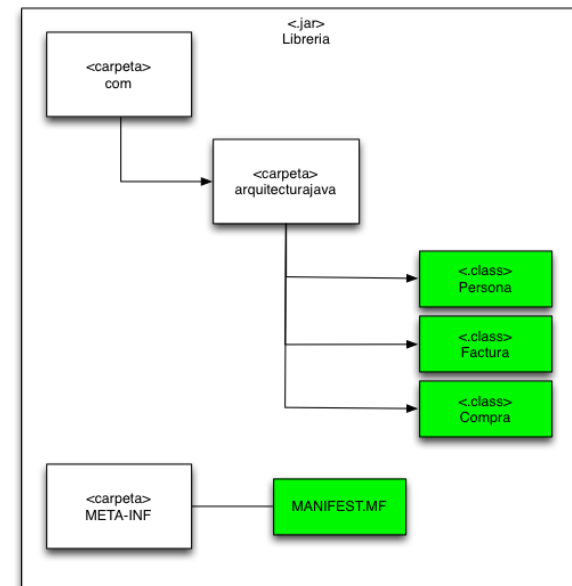 <.jar>
Libreria
<carpeta>
com
<carpeta>
arquitecturajava
<.class>
Persona
<.class>
Factura
<.class>
Compra
<carpeta>
META-INF
MANIFEST.MF